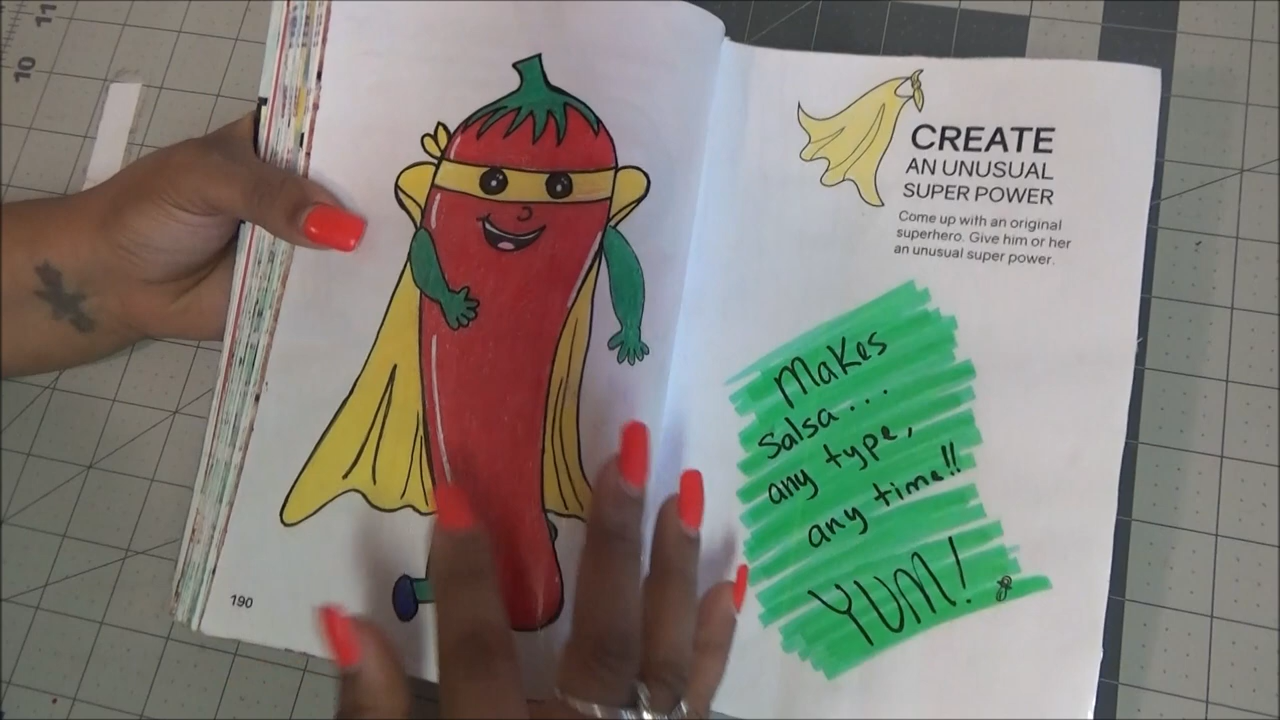 11
10
CREATE
AN UNUSUAL
SUPER POWER
Come up with an original
superhero. Give him or her
an unusual super power.
Makes
salsa...
any type,
any time!!
YUM!
190